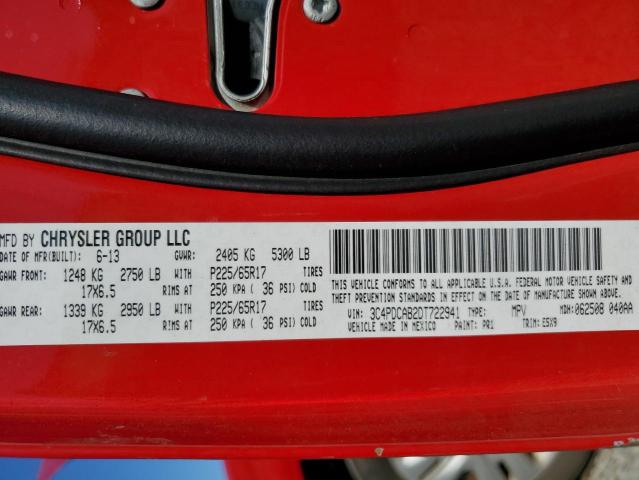 MFD BY CHRYSLER GROUP LLC
DATE OF MFR(BUILT): 6-13 GVWR: 2405 KG 5300 LB
GAWR FRONT: 1248 KG 2750 LB WITH P225/65R17 TIRES
17X6.5 RIMS AT 250 KPA( 36 PSI) COLD
GAWR REAR: 1339 KG 2950 LB WITH P225/65R17 TIRES
17X6.5 RIMS AT 250 KPA( 36 PSI) COLD
THIS VEHICLE CONFORMS TO ALL APPLICABLE U.S.A. FEDERAL MOTOR VEHICLE SAFETY, BUMPER, AND
THEFT PREVENTION STANDARDS IN EFFECT ON THE DATE OF MANUFACTURE SHOWN ABOVE.
VIN: 3C4PDCAB2DT722941 TYPE: MPV MDH: 062508 040AA
VEHICLE MADE IN MEXICO PAINT: PR1 TRIM: E5X9